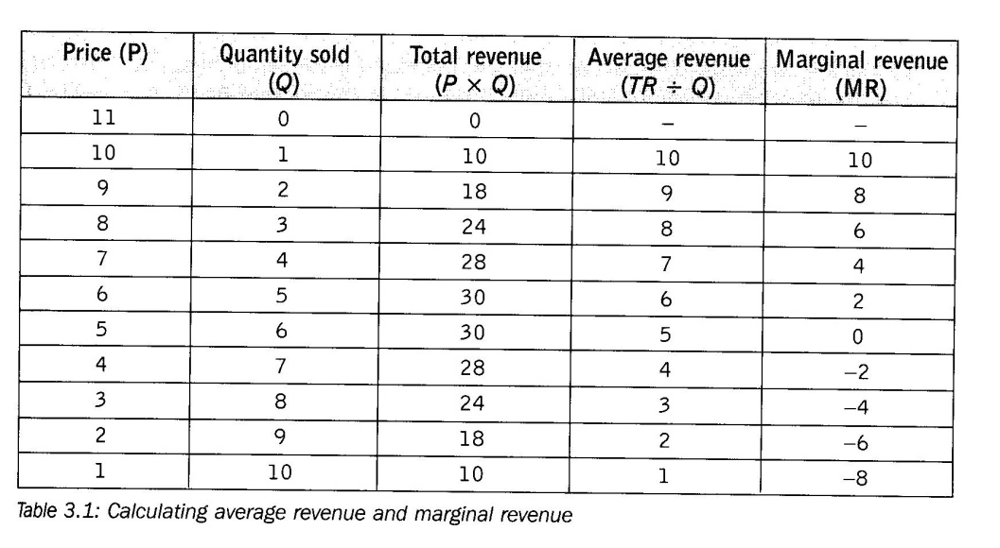 Price (P) Quantity sold (Q) Total revenue (P × Q) Average revenue (TR ÷ Q) Marginal revenue (MR)
11 0 0 – –
10 1 10 10 10
9 2 18 9 8
8 3 24 8 6
7 4 28 7 4
6 5 30 6 2
5 6 30 5 0
4 7 28 4 –2
3 8 24 3 –4
2 9 18 2 –6
1 10 10 1 –8
Table 3.1: Calculating average revenue and marginal revenue